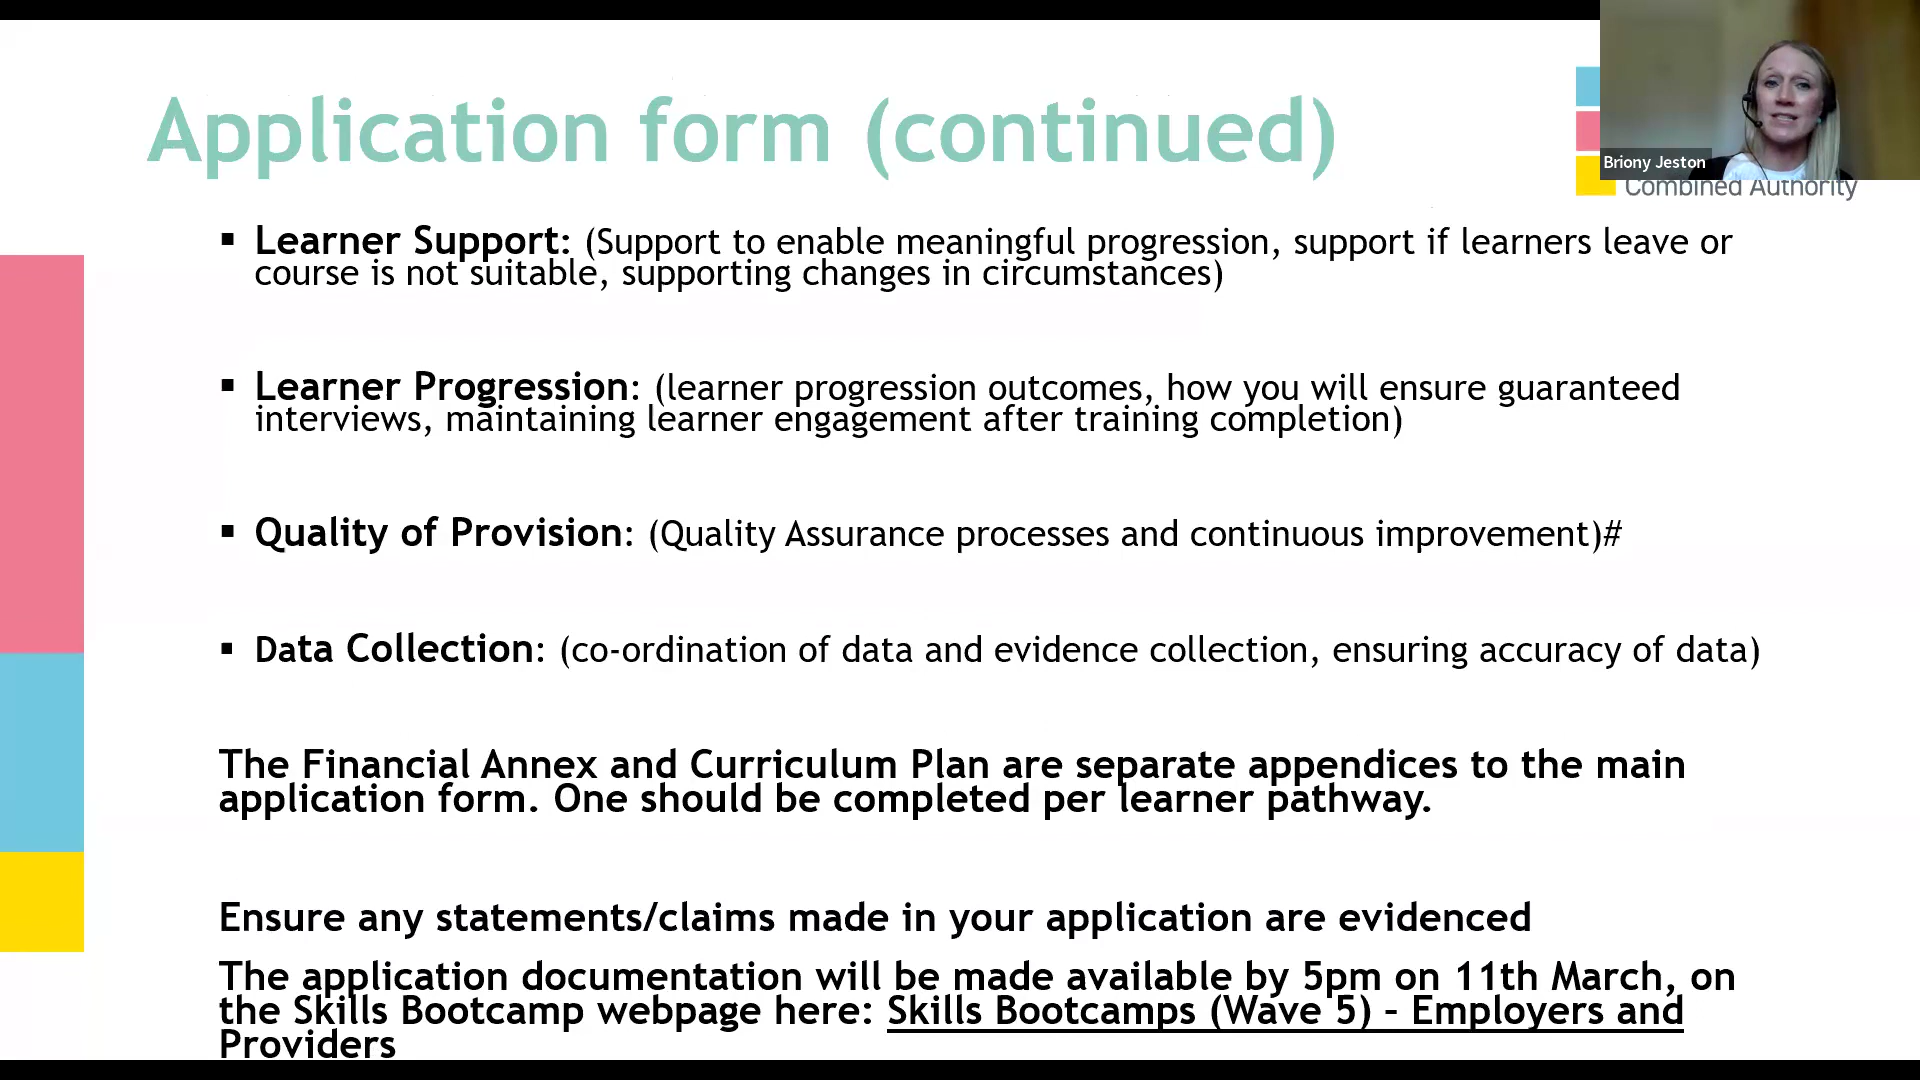 Application form (continued)
Briony Jeston
Combined Authority
▪ Learner Support: (Support to enable meaningful progression, support if learners leave or
course is not suitable, supporting changes in circumstances)
▪ Learner Progression: (learner progression outcomes, how you will ensure guaranteed
interviews, maintaining learner engagement after training completion)
▪ Quality of Provision: (Quality Assurance processes and continuous improvement)#
▪ Data Collection: (co-ordination of data and evidence collection, ensuring accuracy of data)
The Financial Annex and Curriculum Plan are separate appendices to the main
application form. One should be completed per learner pathway.
Ensure any statements/claims made in your application are evidenced
The application documentation will be made available by 5pm on 11th March, on
the Skills Bootcamp webpage here: Skills Bootcamps (Wave 5) – Employers and
Providers